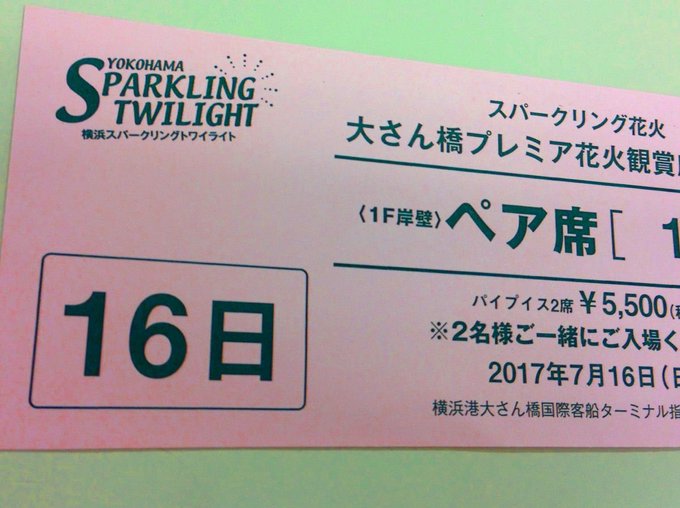 YOKOHAMA
SPARKLING
TWILIGHT
横浜スパークリングトワイライト
16日
スパークリング花火
大さん橋プレミア花火観賞
〈1F岸壁〉ペア席[ 1
パイプイス2席 ¥5,500(
※2名様ご一緒にご入場く
2017年7月16日(日
横浜港大さん橋国際客船ターミナル指